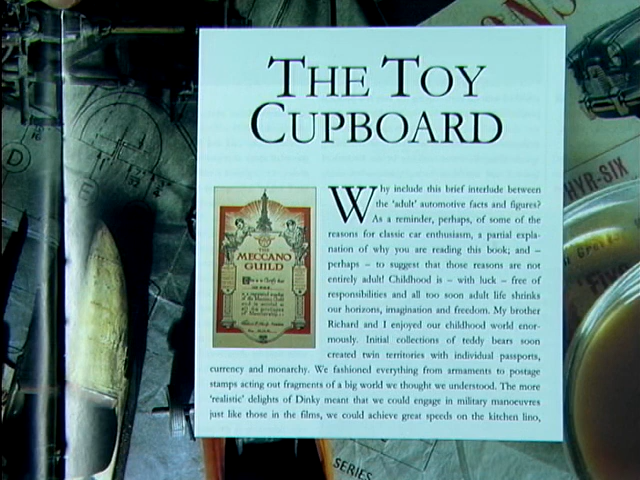 THE TOY
CUPBOARD
Why include this brief interlude between
the 'adult' automotive facts and figures?
As a reminder, perhaps, of some of the
reasons for classic car enthusiasm, a partial expla-
nation of why you are reading this book; and –
perhaps – to suggest that those reasons are not
entirely adult! Childhood is – with luck – free of
responsibilities and all too soon adult life shrinks
our horizons, imagination and freedom. My brother
Richard and I enjoyed our childhood world enor-
mously. Initial collections of teddy bears soon
created twin territories with individual passports,
currency and monarchy. We fashioned everything from armaments to postage
stamps acting out fragments of a big world we thought we understood. The more
'realistic' delights of Dinky meant that we could engage in military manoeuvres
just like those in the films, we could achieve great speeds on the kitchen lino,
MECCANO
GUILD
HYR-SIX
SERIES
D